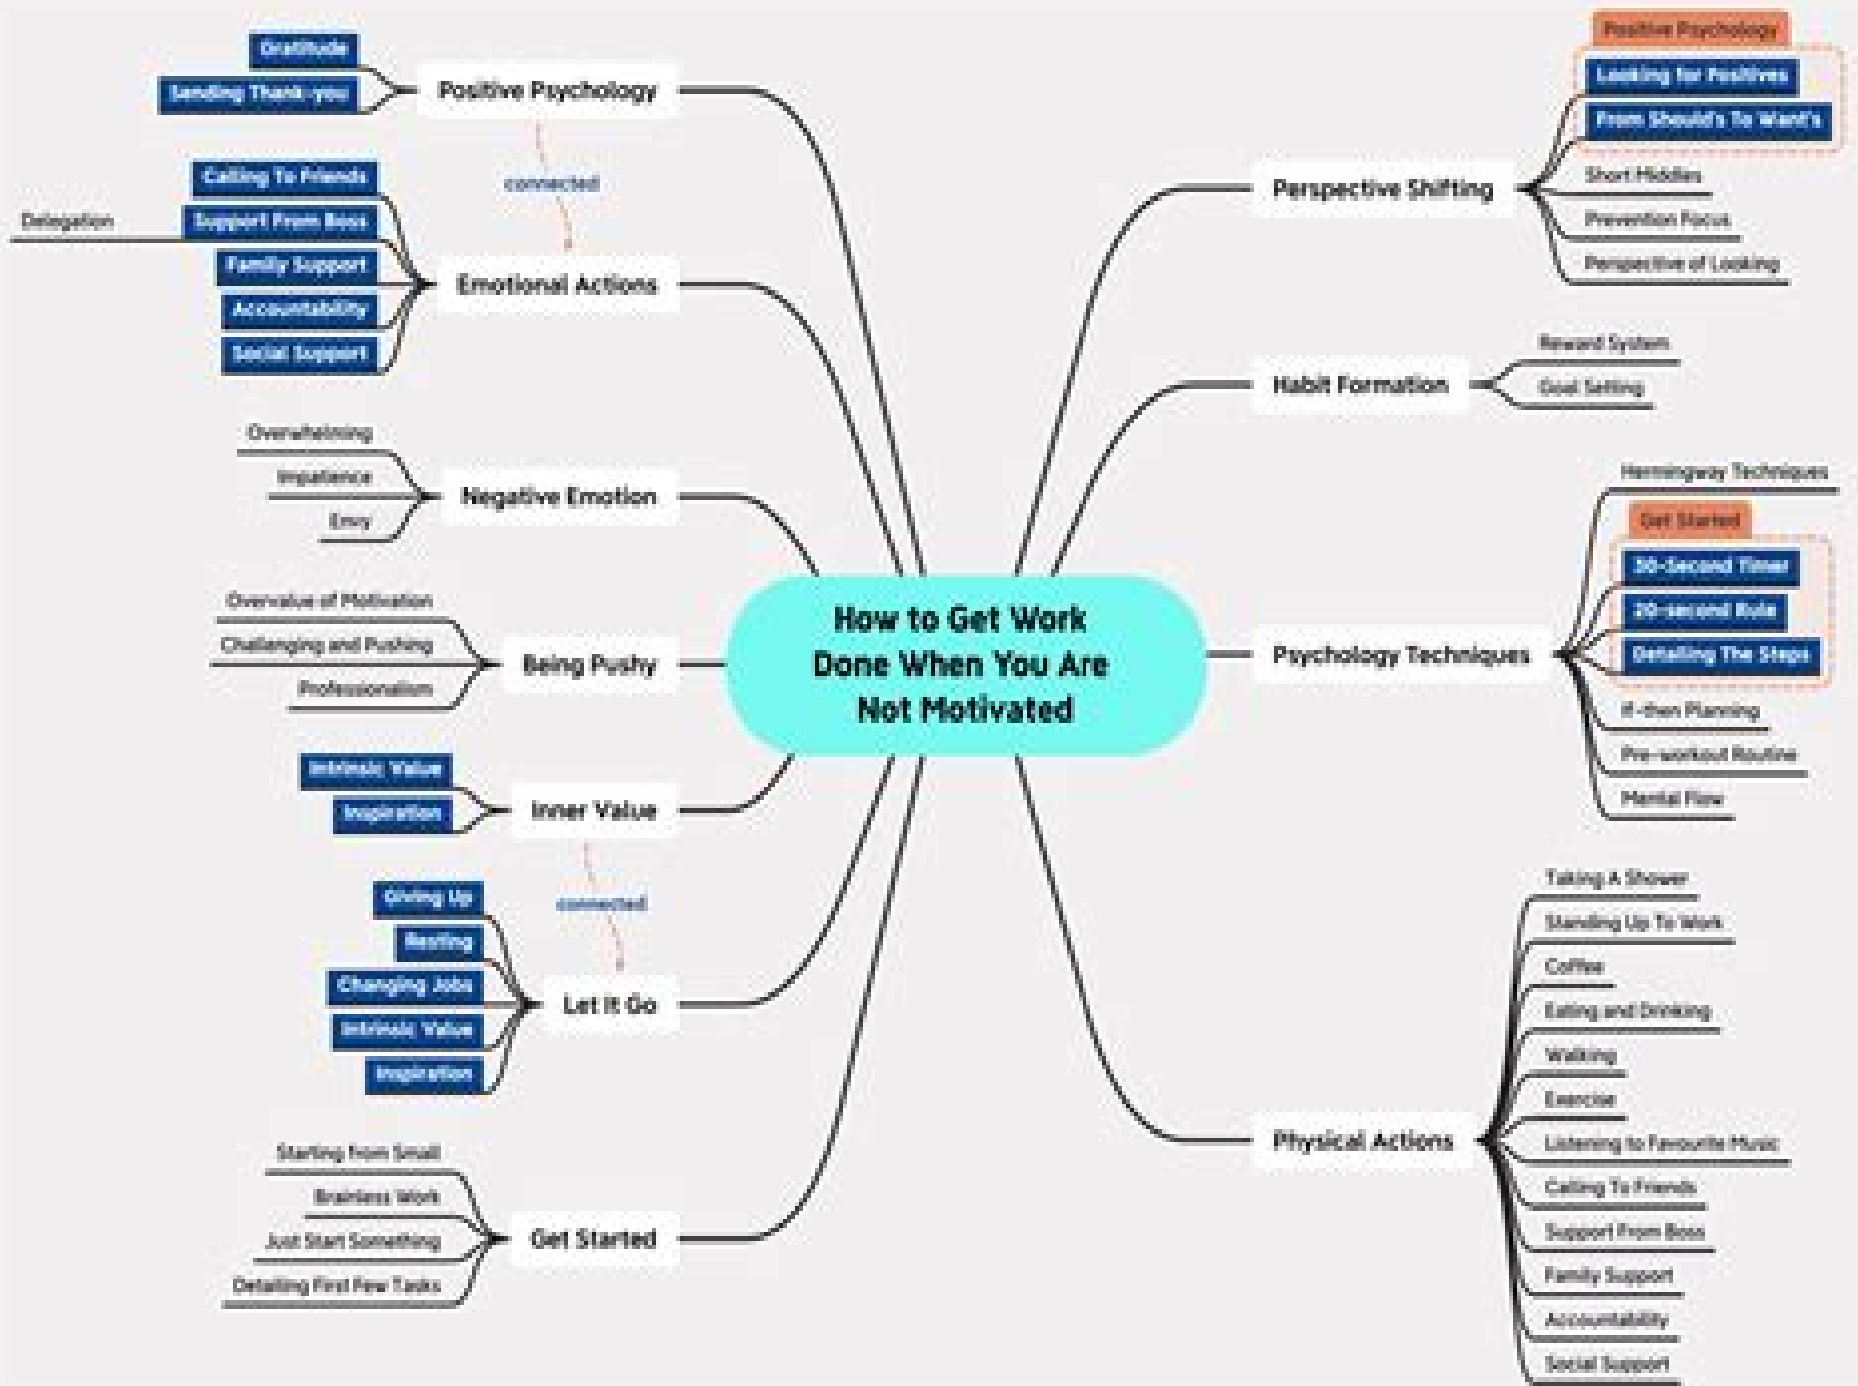 How to Get Work
Done When You Are
Not Motivated
Positive Psychology
Gratitude
Sending Thank-you
connected
Emotional Actions
Calling To Friends
Support From Boss
Delegation
Family Support
Accountability
Social Support
Negative Emotion
Overwhelming
Impatience
Envy
Being Pushy
Overvalue of Motivation
Challenging and Pushing
Professionalism
Inner Value
Intrinsic Value
Inspiration
connected
Let It Go
Giving Up
Resting
Changing Jobs
Intrinsic Value
Inspiration
Get Started
Starting from Small
Brainless Work
Just Start Something
Detailing First Few Tasks
Perspective Shifting
Positive Psychology
Looking for Positives
From Should's To Want's
Short Middles
Prevention Focus
Perspective of Looking
Habit Formation
Reward System
Goal Setting
Psychology Techniques
Hermingway Techniques
Get Started
30-Second Timer
20-second Rule
Detailing The Steps
If-then Planning
Pre-workout Routine
Mental Flow
Physical Actions
Taking A Shower
Standing Up To Work
Coffee
Eating and Drinking
Walking
Exercise
Listening to Favourite Music
Calling To Friends
Support From Boss
Family Support
Accountability
Social Support